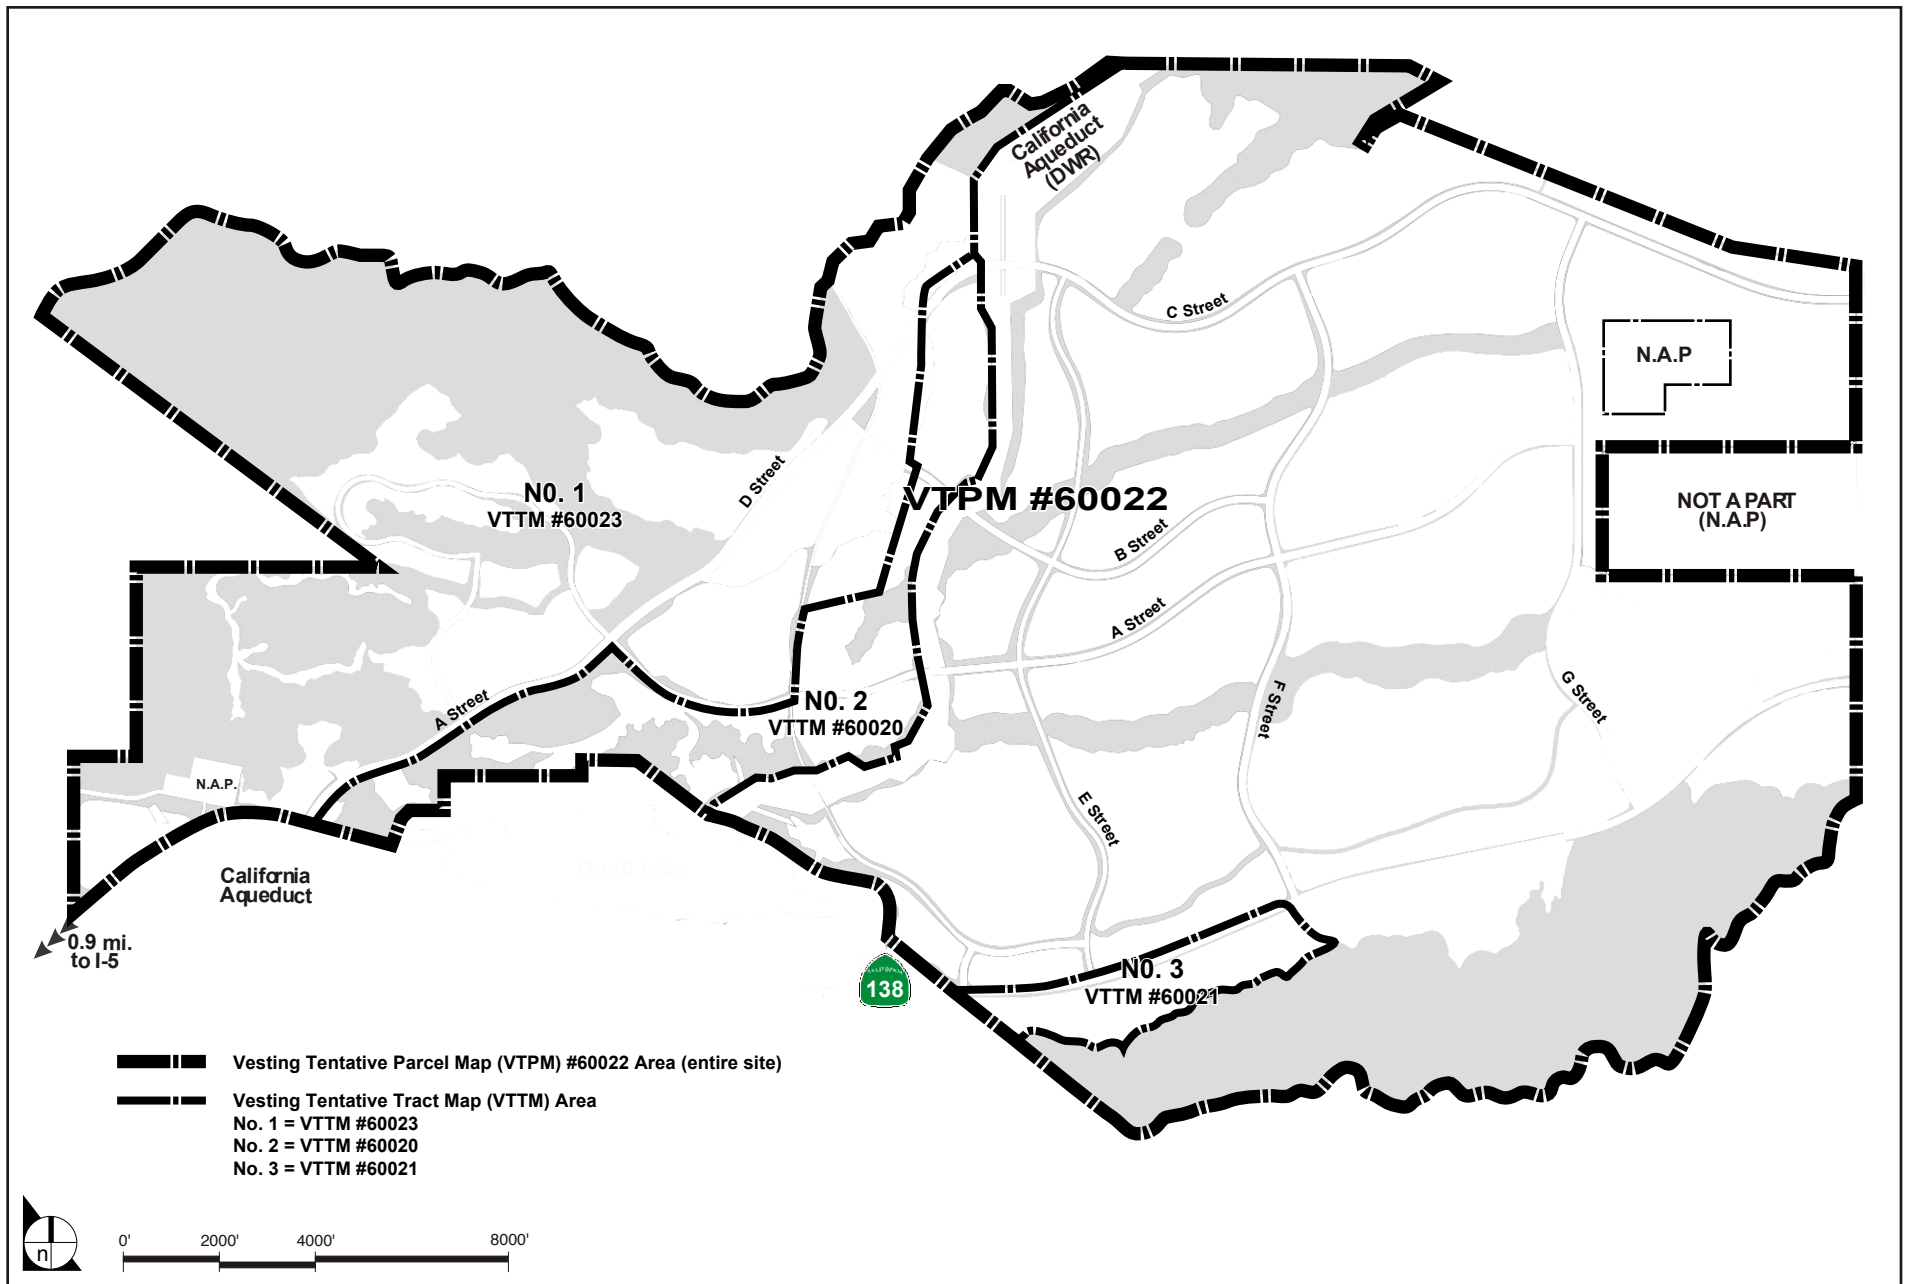 California
Aqueduct
(DWR)
C Street
N.A.P
NOT A PART
(N.A.P)
N0. 1
VTTM #60023
D Street
VTPM #60022
B Street
A Street
A Street
N0. 2
VTTM #60020
F Street
G Street
E Street
N.A.P.
Quail lake
California
Aqueduct
0.9 mi.
to I-5
CALIFORNIA
138
N0. 3
VTTM #60021
Vesting Tentative Parcel Map (VTPM) #60022 Area (entire site)
Vesting Tentative Tract Map (VTTM) Area
No. 1 = VTTM #60023
No. 2 = VTTM #60020
No. 3 = VTTM #60021
n
0' 2000' 4000' 8000'